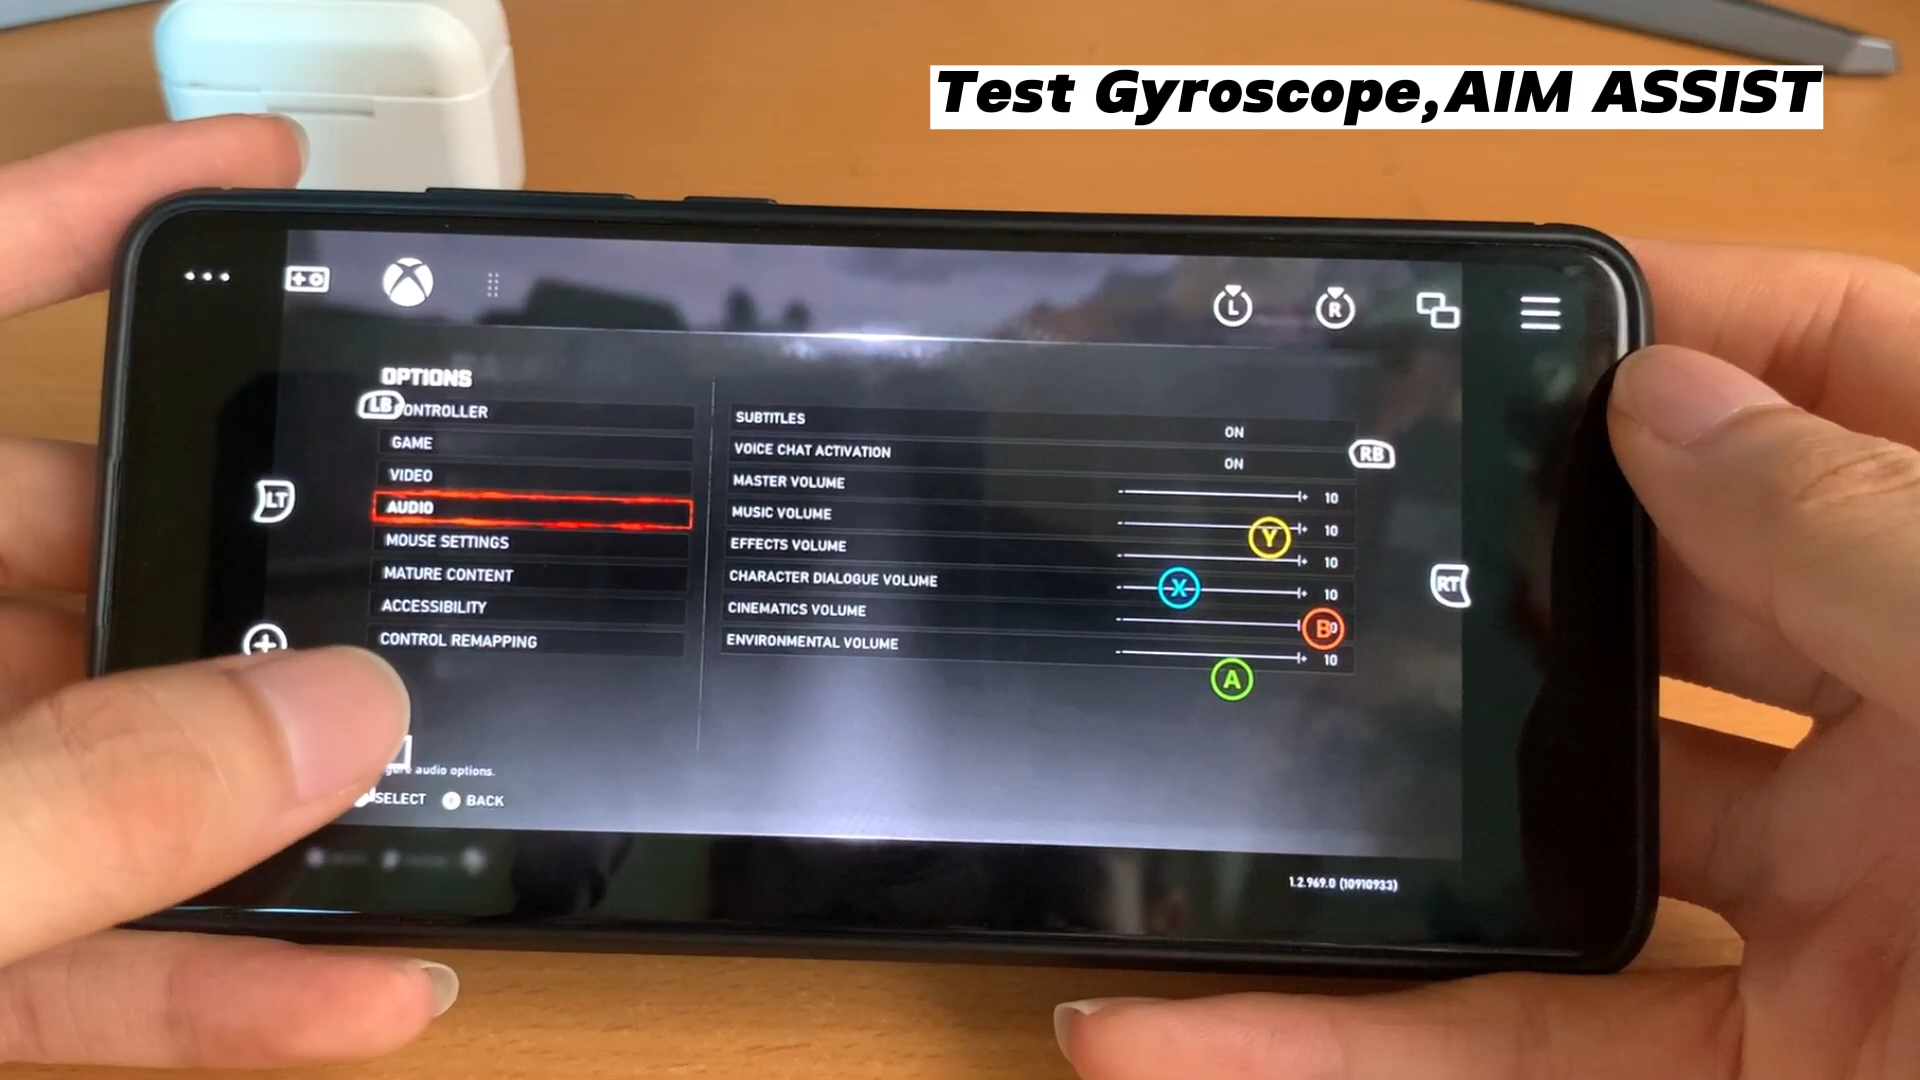 Test Gyroscope,AIM ASSIST
L
R
OPTIONS
LB
CONTROLLER
GAME
VIDEO
AUDIO
MOUSE SETTINGS
MATURE CONTENT
ACCESSIBILITY
CONTROL REMAPPING
SUBTITLES ON
VOICE CHAT ACTIVATION ON
MASTER VOLUME - + 10
MUSIC VOLUME - + 10
EFFECTS VOLUME - + 10
CHARACTER DIALOGUE VOLUME - + 10
CINEMATICS VOLUME - 0
ENVIRONMENTAL VOLUME - + 10
LT
RB
RT
Y
X
B
A
audio options.
SELECT BACK
1.2.969.0 (10910933)